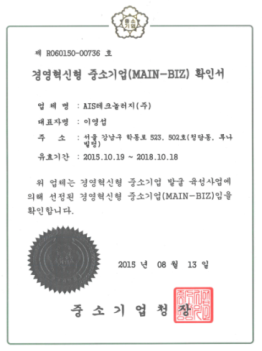 제 R060150-00736 호
경영혁신형 중소기업(MAIN-BIZ) 확인서
업 체 명 : AIS테크놀러지(주)
대표자명 : 이영섭
주 소 : 서울 강남구 학동로 523, 502호(청담동, 루나
빌딩)
유효기간 : 2015.10.19 ~ 2018.10.18
위 업체는 경영혁신형 중소기업 발굴 육성사업에
의해 선정된 경영혁신형 중소기업(MAIN-BIZ)임을
확인합니다.
2015 년 08 월 13 일
중 소 기 업 청 장